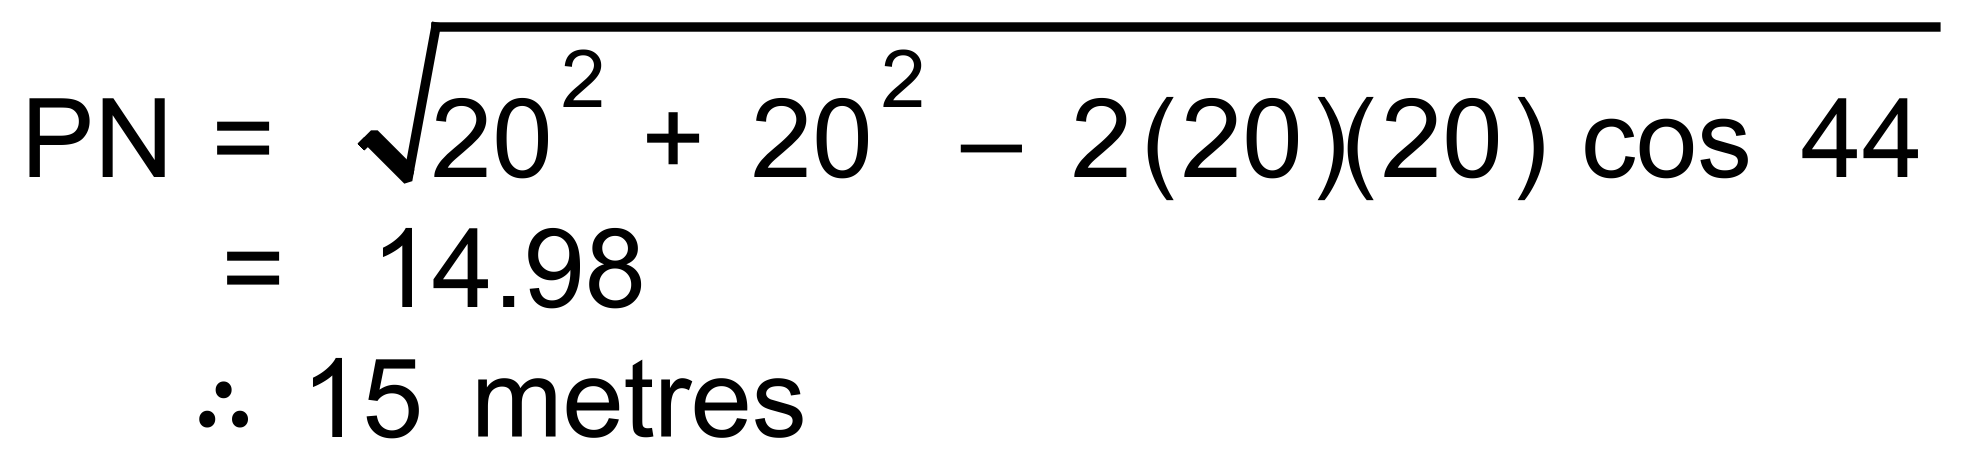 PN = √20² + 20² – 2(20)(20) cos 44
= 14.98
∴ 15 metres